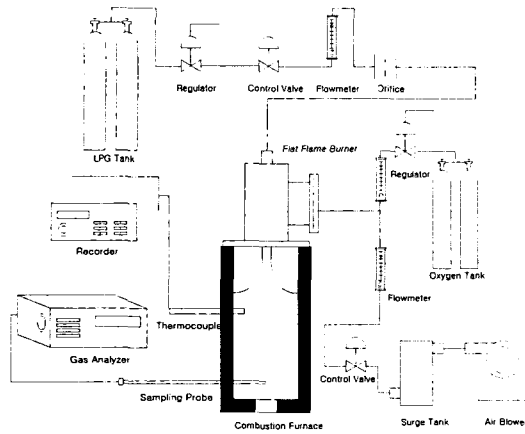 Regulator
Control Valve
Flowmeter
Orifice
LPG Tank
Flat Flame Burner
Regulator
Recorder
Oxygen Tank
Flowmeter
Thermocouple
Gas Analyzer
Control Valve
Sampling Probe
Surge Tank
Air Blower
Combustion Furnace